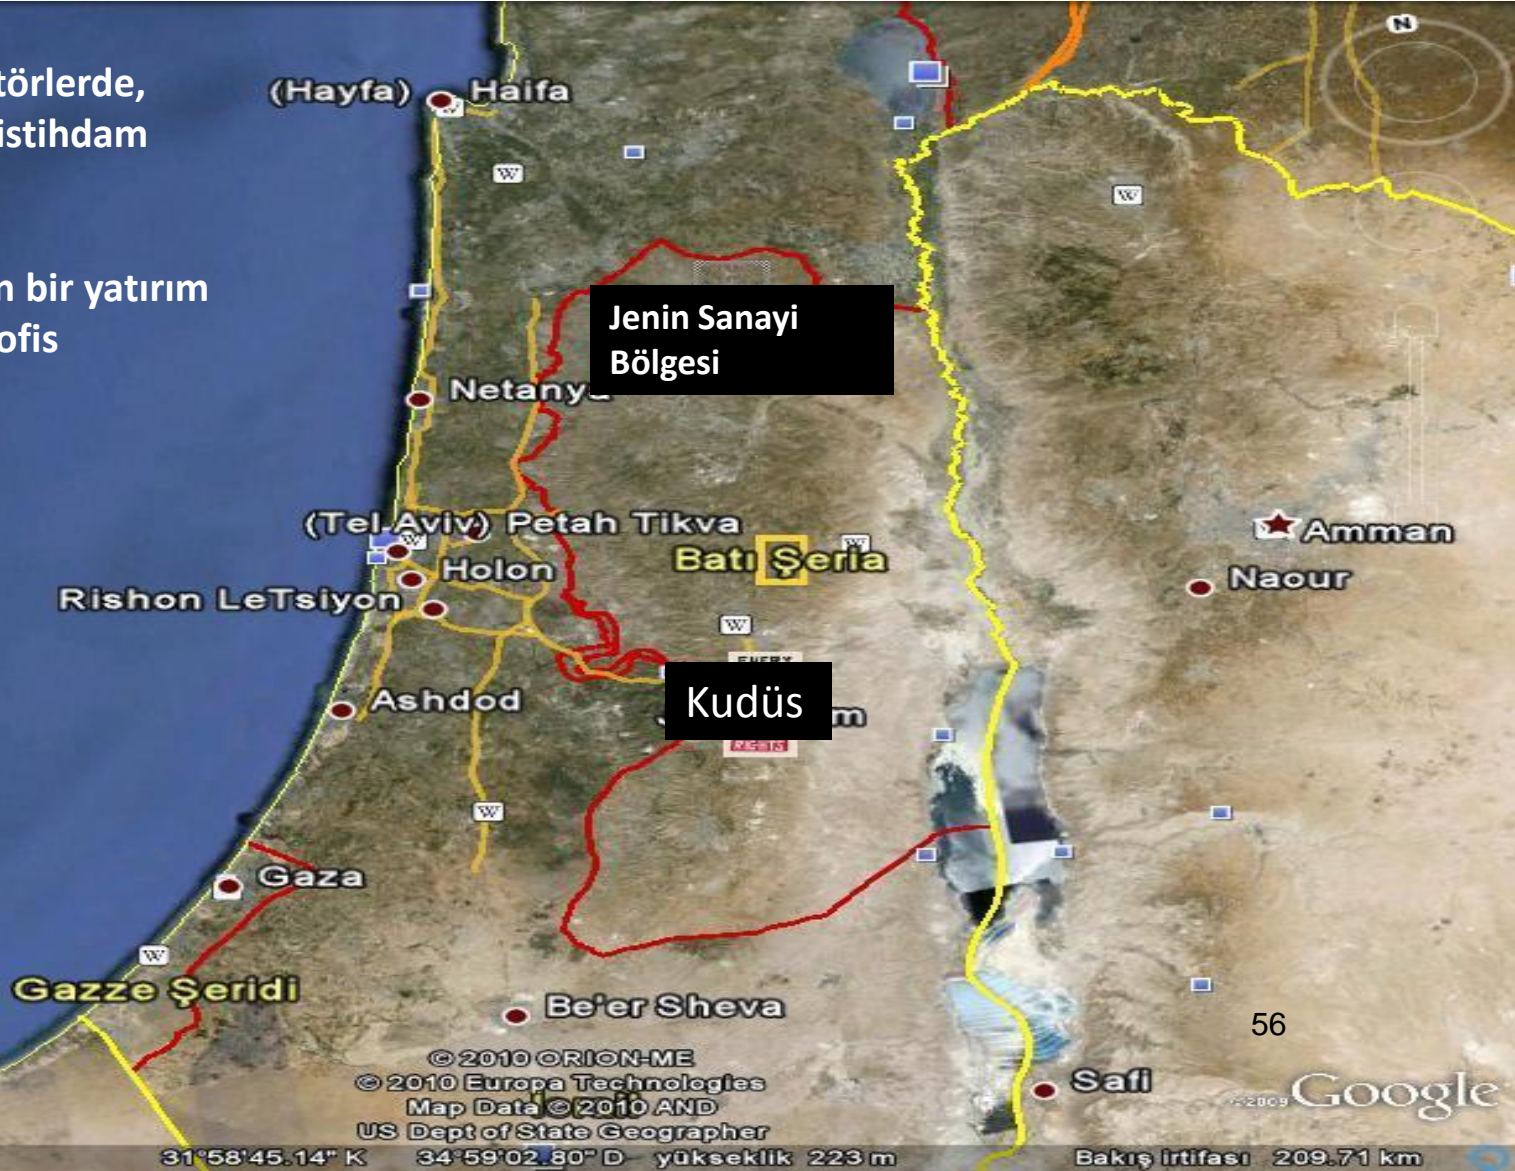 N
törlerde,
istihdam
n bir yatırım
ofis
(Hayfa) Haifa
Jenin Sanayi
Bölgesi
Netanya
(Tel Aviv) Petah Tikva
Holon
Rishon LeTsiyon
Batı Şeria
Amman
Naour
Kudüs
m
RIGHTS
Ashdod
Gaza
Gazze Şeridi
Be'er Sheva
56
Safi
© 2010 ORION-ME
© 2010 Europa Technologies
Map Data © 2010 AND
US Dept of State Geographer
©2009 Google
31°58'45.14" K 34°59'02.80" D yükseklik 223 m Bakış irtifası 209.71 km